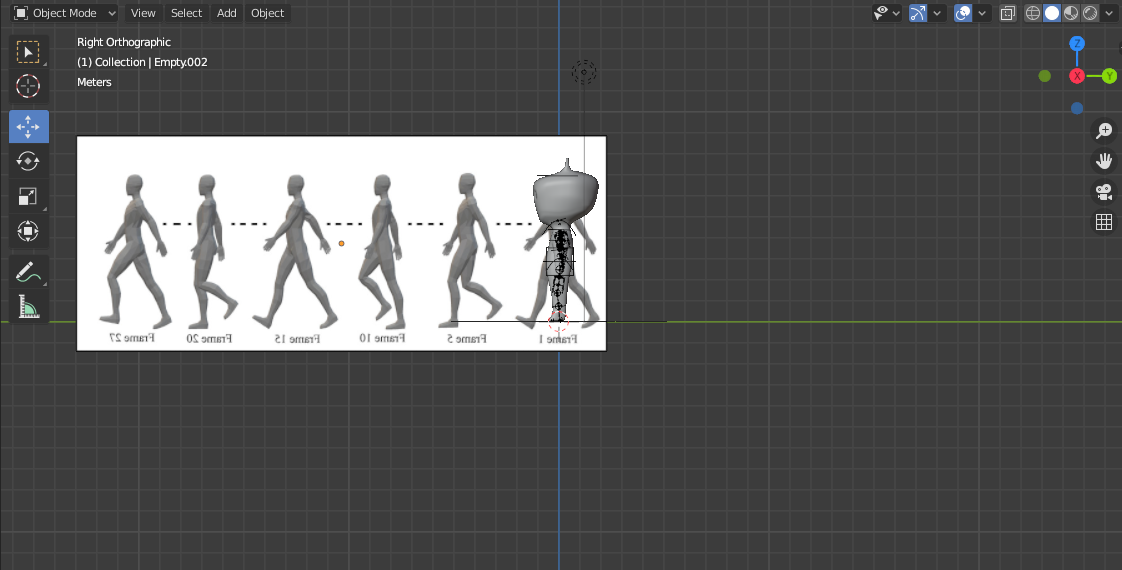 Object Mode View Select Add Object
Right Orthographic
(1) Collection | Empty.002
Meters
Z
X Y
Frame 27 Frame 20 Frame 15 Frame 10 Frame 5 Frame 1